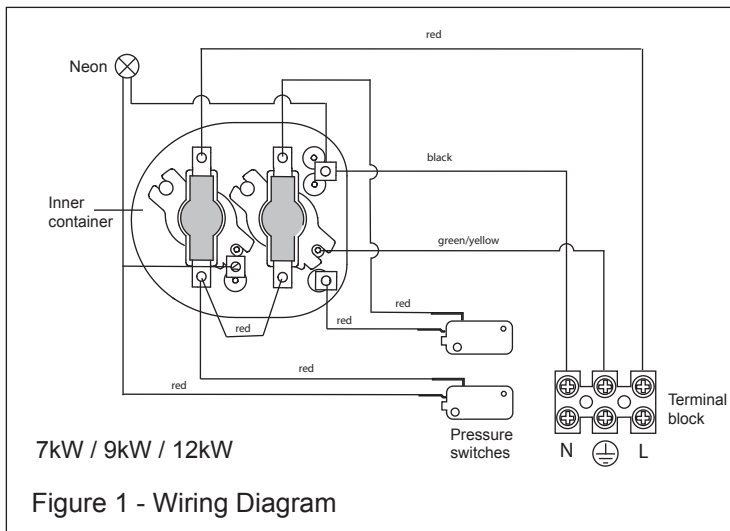 red
Neon
black
Inner
container
green/yellow
red
red
red
red
red
Terminal
block
Pressure
switches
N
L
7kW / 9kW / 12kW
Figure 1 - Wiring Diagram